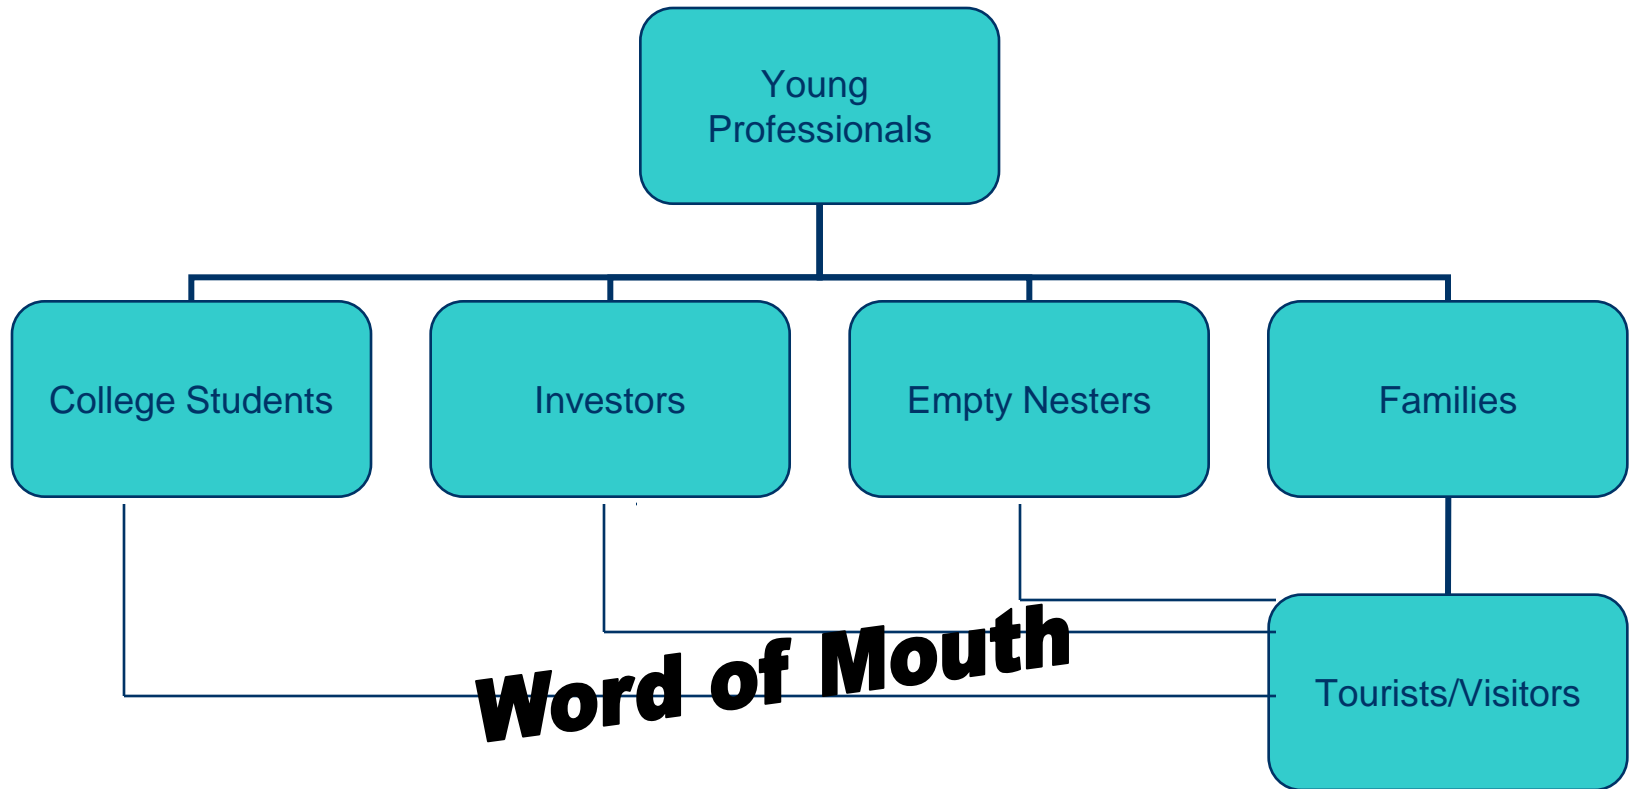 Young
Professionals
College Students
Investors
Empty Nesters
Families
Word of Mouth
Tourists/Visitors